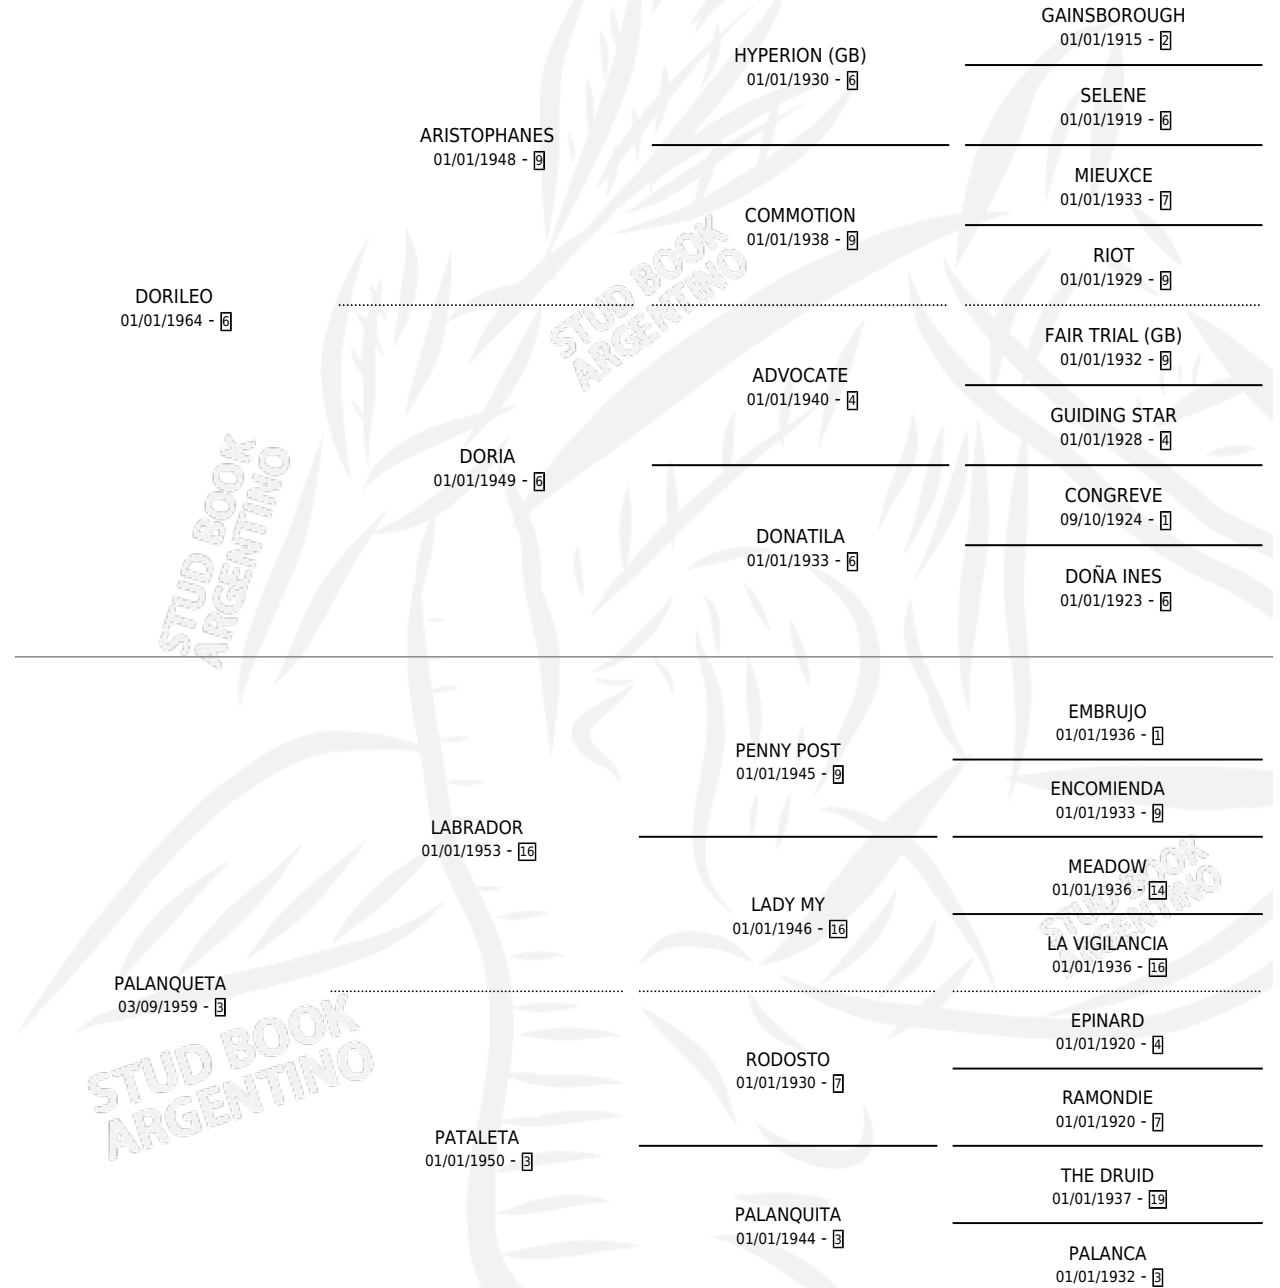 GAINSBOROUGH
01/01/1915 - 2
HYPERION (GB)
01/01/1930 - 6
SELENE
01/01/1919 - 6
ARISTOPHANES
01/01/1948 - 9
MIEUXCE
01/01/1933 - 7
COMMOTION
01/01/1938 - 9
RIOT
01/01/1929 - 9
DORILEO
01/01/1964 - 6
STUD BOOK
ARGENTINO
FAIR TRIAL (GB)
01/01/1932 - 9
ADVOCATE
01/01/1940 - 4
GUIDING STAR
01/01/1928 - 4
DORIA
01/01/1949 - 6
CONGREVE
09/10/1924 - 1
DONATILA
01/01/1933 - 6
DOÑA INES
01/01/1923 - 6
STUD BOOK
ARGENTINO
EMBRUJO
01/01/1936 - 1
PENNY POST
01/01/1945 - 9
ENCOMIENDA
01/01/1933 - 9
LABRADOR
01/01/1953 - 16
MEADOW
01/01/1936 - 14
LADY MY
01/01/1946 - 16
STUD BOOK
ARGENTINO
LA VIGILANCIA
01/01/1936 - 16
PALANQUETA
03/09/1959 - 3
EPINARD
01/01/1920 - 4
STUD BOOK
ARGENTINO
RODOSTO
01/01/1930 - 7
RAMONDIE
01/01/1920 - 7
PATALETA
01/01/1950 - 3
THE DRUID
01/01/1937 - 19
PALANQUITA
01/01/1944 - 3
PALANCA
01/01/1932 - 3